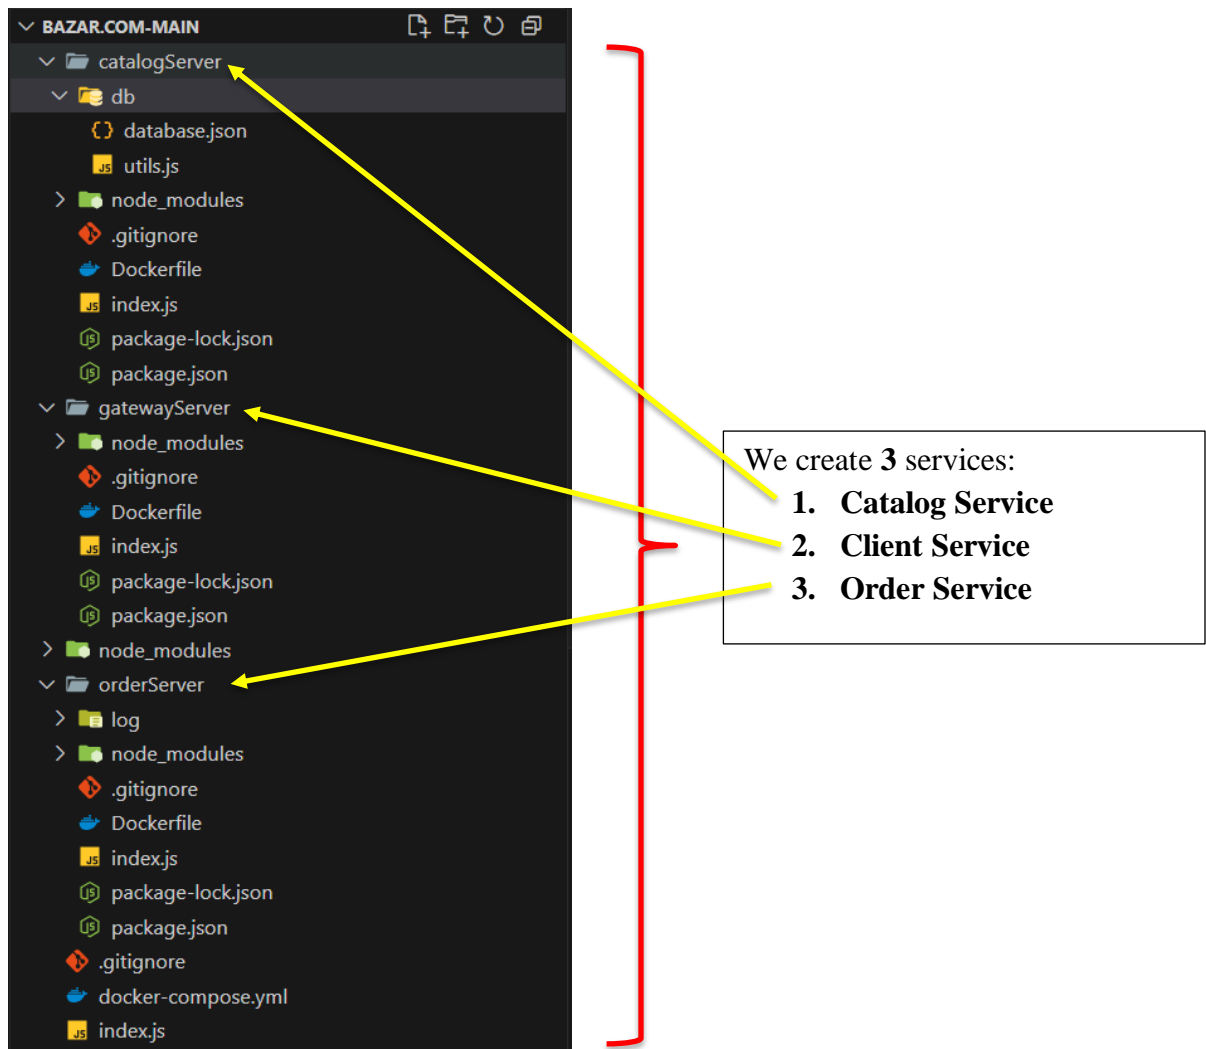 BAZAR.COM-MAIN
catalogServer
db
database.json
utils.js
node_modules
.gitignore
Dockerfile
index.js
package-lock.json
package.json
gatewayServer
node_modules
.gitignore
Dockerfile
index.js
package-lock.json
package.json
node_modules
orderServer
log
node_modules
.gitignore
Dockerfile
index.js
package-lock.json
package.json
.gitignore
docker-compose.yml
index.js
We create 3 services:
1. Catalog Service
2. Client Service
3. Order Service